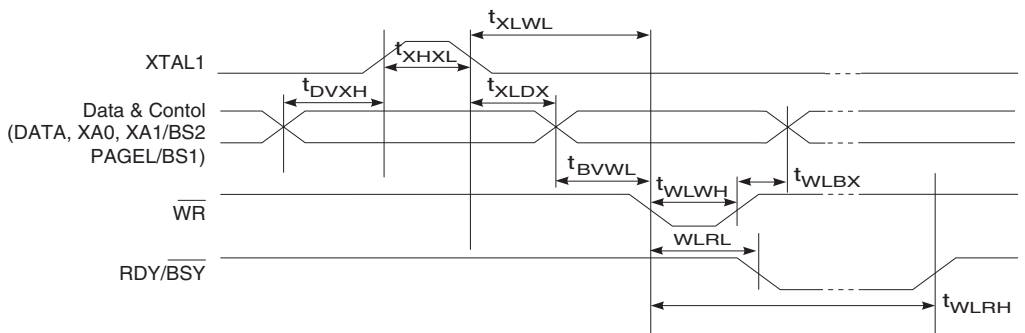 tXLWL
XTAL1
tXHXL
tDVXH
tXLDX
Data & Contol
(DATA, XA0, XA1/BS2
PAGEL/BS1)
tBVWL
tWLWH
tWLBX
WR
WLRL
RDY/BSY
tWLRH